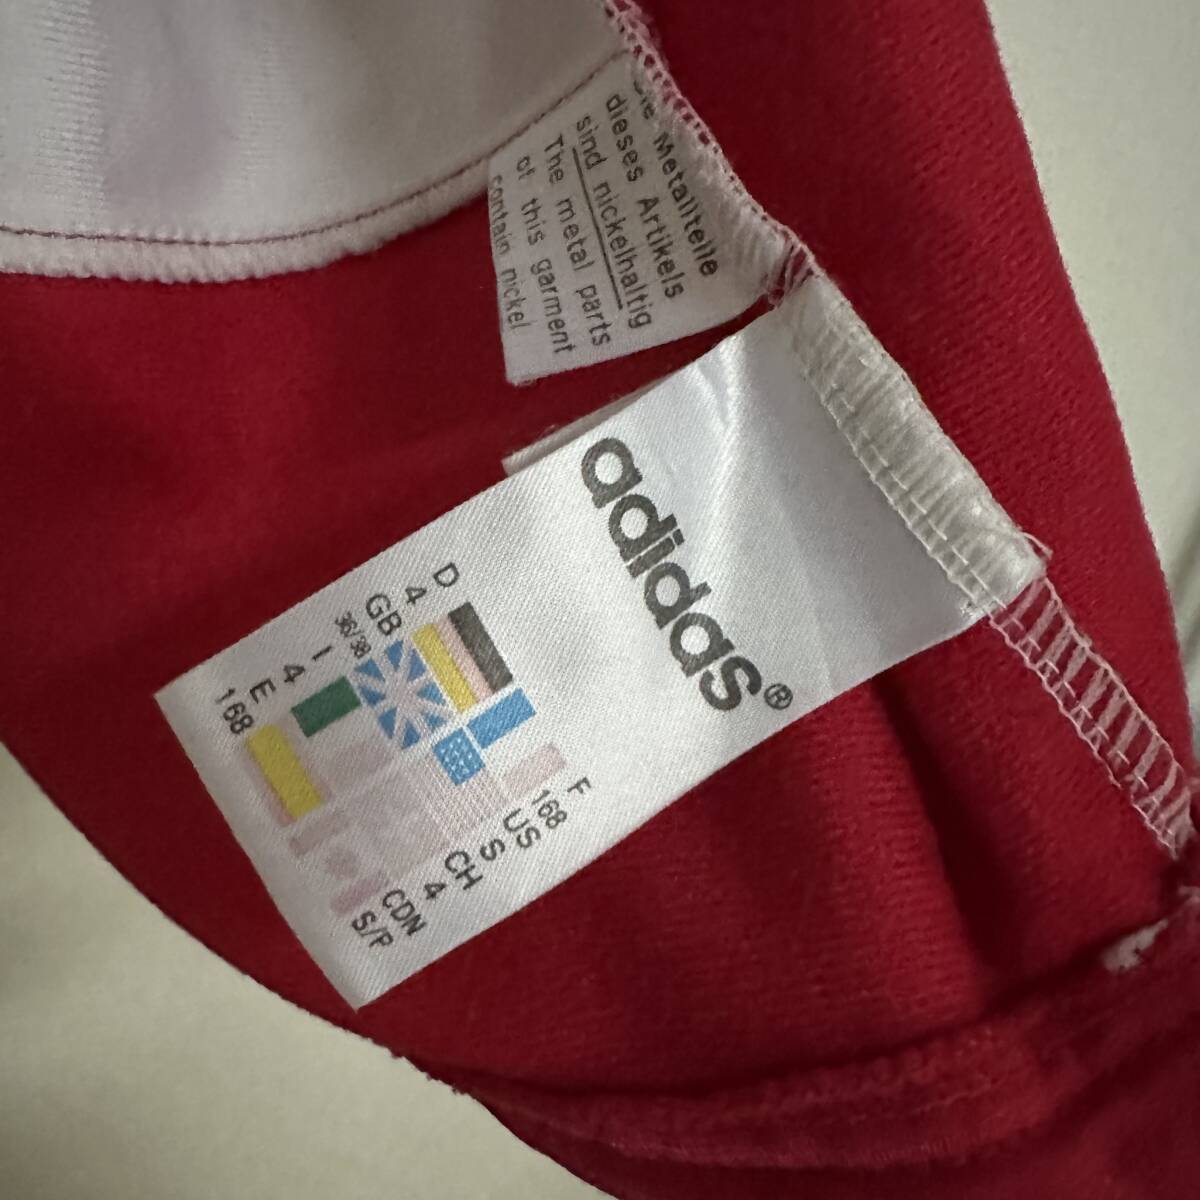 Metallteile
dieses Artikels
sind nickelhaltig
The metal parts
of this garment
contain nickel
adidas®
D
4
GB
36/38
I
4
E
168
F
168
US
S
CH
4
CDN
S/P